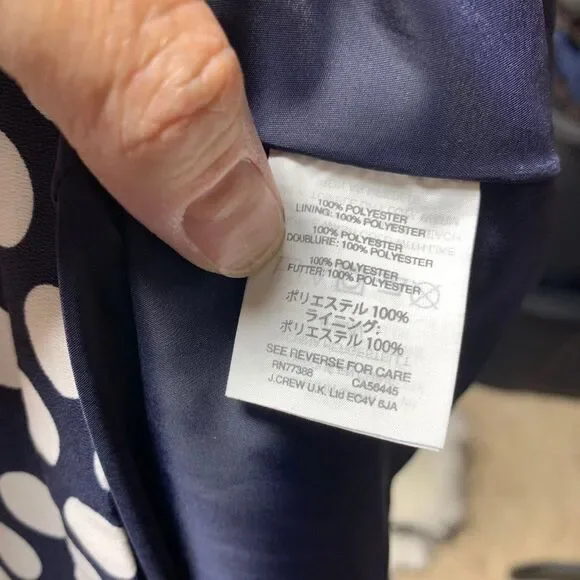 100% POLYESTER
LINING: 100% POLYESTER
100% POLYESTER
DOUBLURE: 100% POLYESTER
100% POLYESTER
FUTTER: 100% POLYESTER
ポリエステル 100%
ライニング:
ポリエステル 100%
SEE REVERSE FOR CARE
RN77388 CA56445
J.CREW U.K. Ltd EC4V 6JA